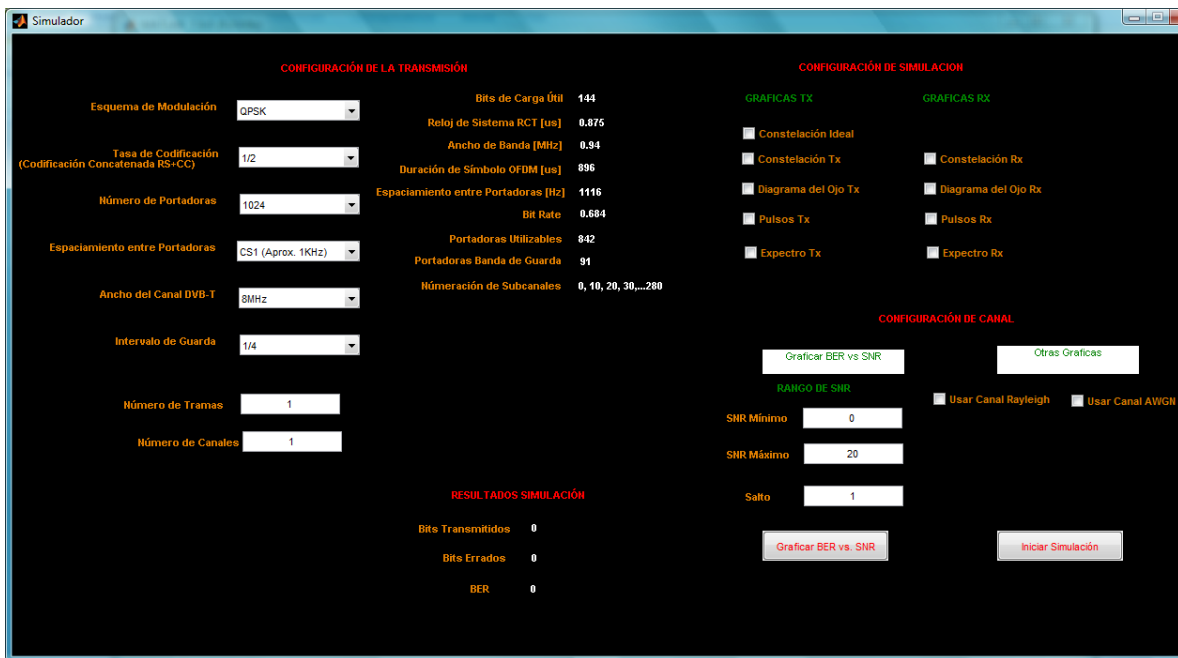 Simulador
CONFIGURACIÓN DE LA TRANSMISIÓN
Esquema de Modulación
QPSK
Tasa de Codificación
(Codificación Concatenada RS+CC)
1/2
Número de Portadoras
1024
Espaciamiento entre Portadoras
CS1 (Aprox. 1KHz)
Ancho del Canal DVB-T
8MHz
Intervalo de Guarda
1/4
Número de Tramas
1
Número de Canales
1
Bits de Carga Útil 144
Reloj de Sistema RCT [us] 0.875
Ancho de Banda [MHz] 0.94
Duración de Símbolo OFDM [us] 896
Espaciamiento entre Portadoras [Hz] 1116
Bit Rate 0.684
Portadoras Utilizables 842
Portadoras Banda de Guarda 91
Númeración de Subcanales 0, 10, 20, 30,...280
RESULTADOS SIMULACIÓN
Bits Transmitidos 0
Bits Errados 0
BER 0
CONFIGURACIÓN DE SIMULACION
GRAFICAS TX
GRAFICAS RX
Constelación Ideal
Constelación Tx
Constelación Rx
Diagrama del Ojo Tx
Diagrama del Ojo Rx
Pulsos Tx
Pulsos Rx
Expectro Tx
Expectro Rx
CONFIGURACIÓN DE CANAL
Graficar BER vs SNR
Otras Graficas
RANGO DE SNR
Usar Canal Rayleigh
Usar Canal AWGN
SNR Mínimo
0
SNR Máximo
20
Salto
1
Graficar BER vs. SNR
Iniciar Simulación